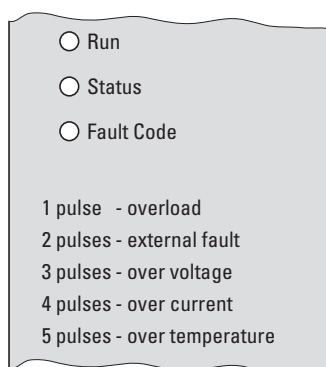 Run
Status
Fault Code
1 pulse - overload
2 pulses - external fault
3 pulses - over voltage
4 pulses - over current
5 pulses - over temperature